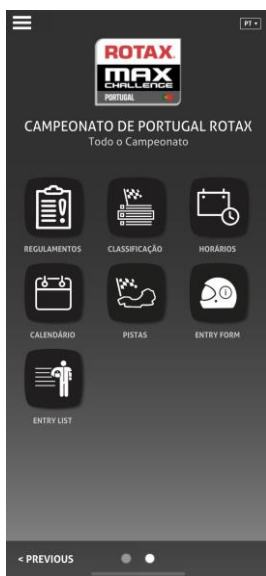 PT
ROTAX
MAX
CHALLENGE
PORTUGAL
CAMPEONATO DE PORTUGAL ROTAX
Todo o Campeonato
REGULAMENTOS
CLASSIFICAÇÃO
HORÁRIOS
CALENDÁRIO
PISTAS
ENTRY FORM
ENTRY LIST
< PREVIOUS